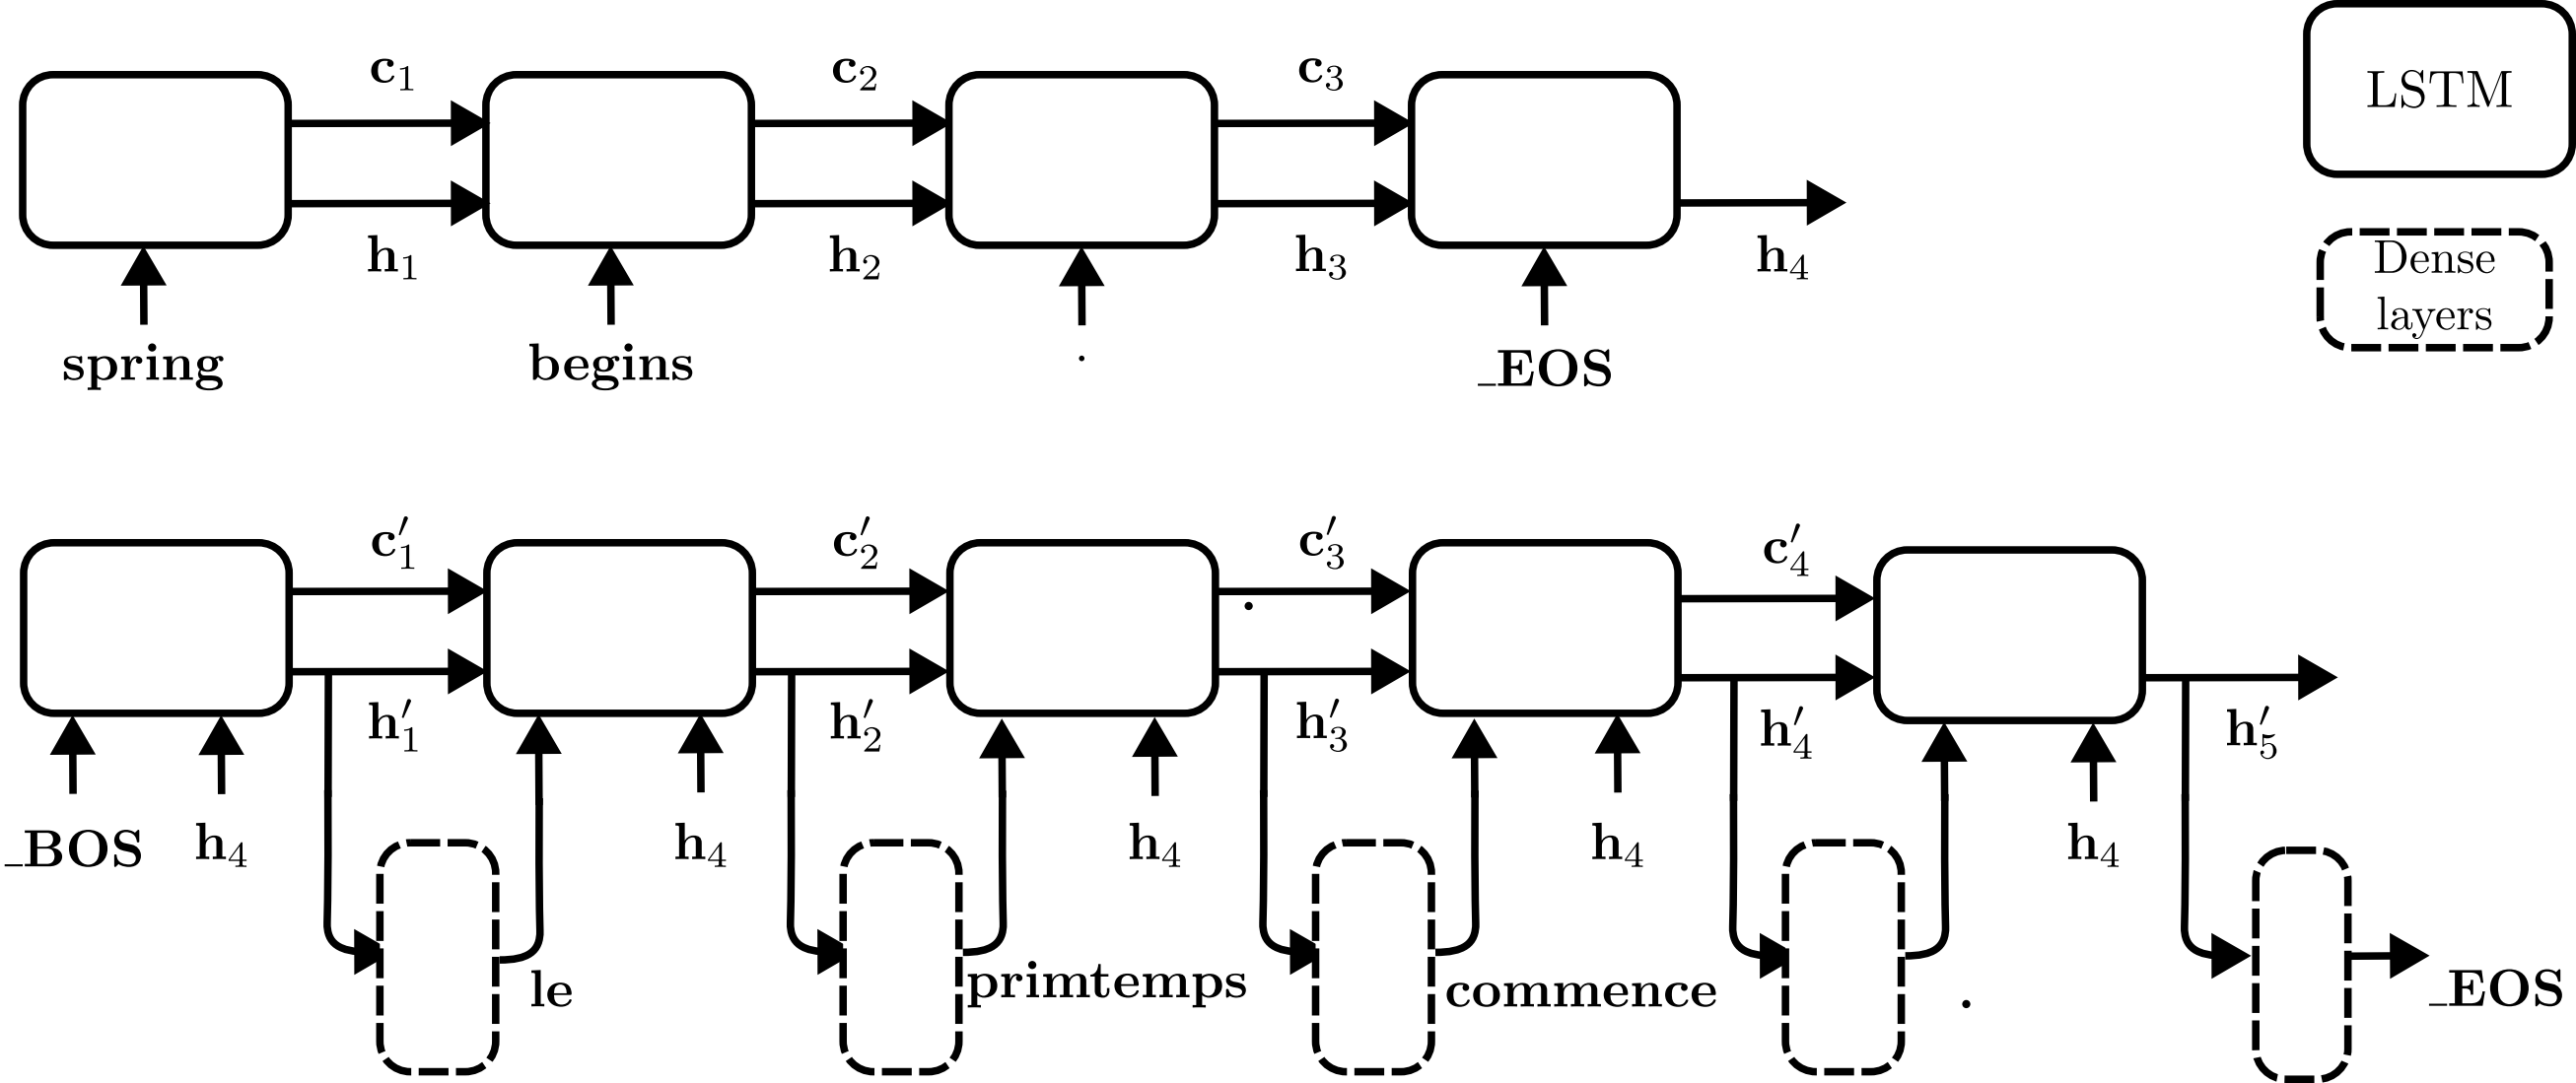 c₁ c₂ c₃
LSTM
h₁ h₂ h₃ h₄
Dense
layers
spring begins . _EOS
c′₁ c′₂ c′₃ c′₄
.
h′₁ h′₂ h′₃ h′₄ h′₅
_BOS h₄ h₄ h₄ h₄ h₄
le primtemps commence . _EOS